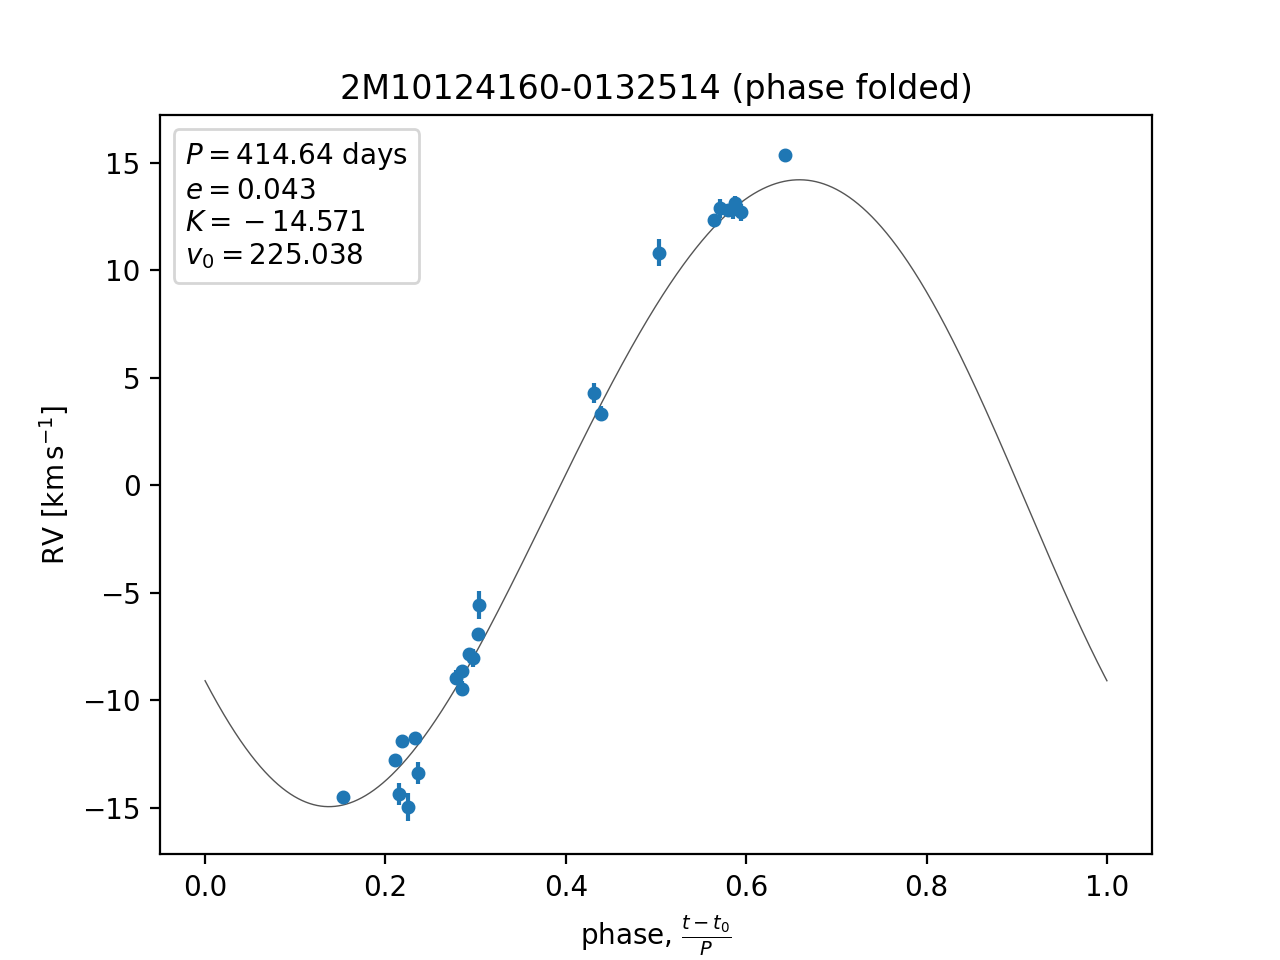 2M10124160-0132514 (phase folded)
P = 414.64 days
e = 0.043
K = −14.571
v₀ = 225.038
RV [km s⁻¹]
15
10
5
0
−5
−10
−15
0.0 0.2 0.4 0.6 0.8 1.0
phase, (t − t₀)/P